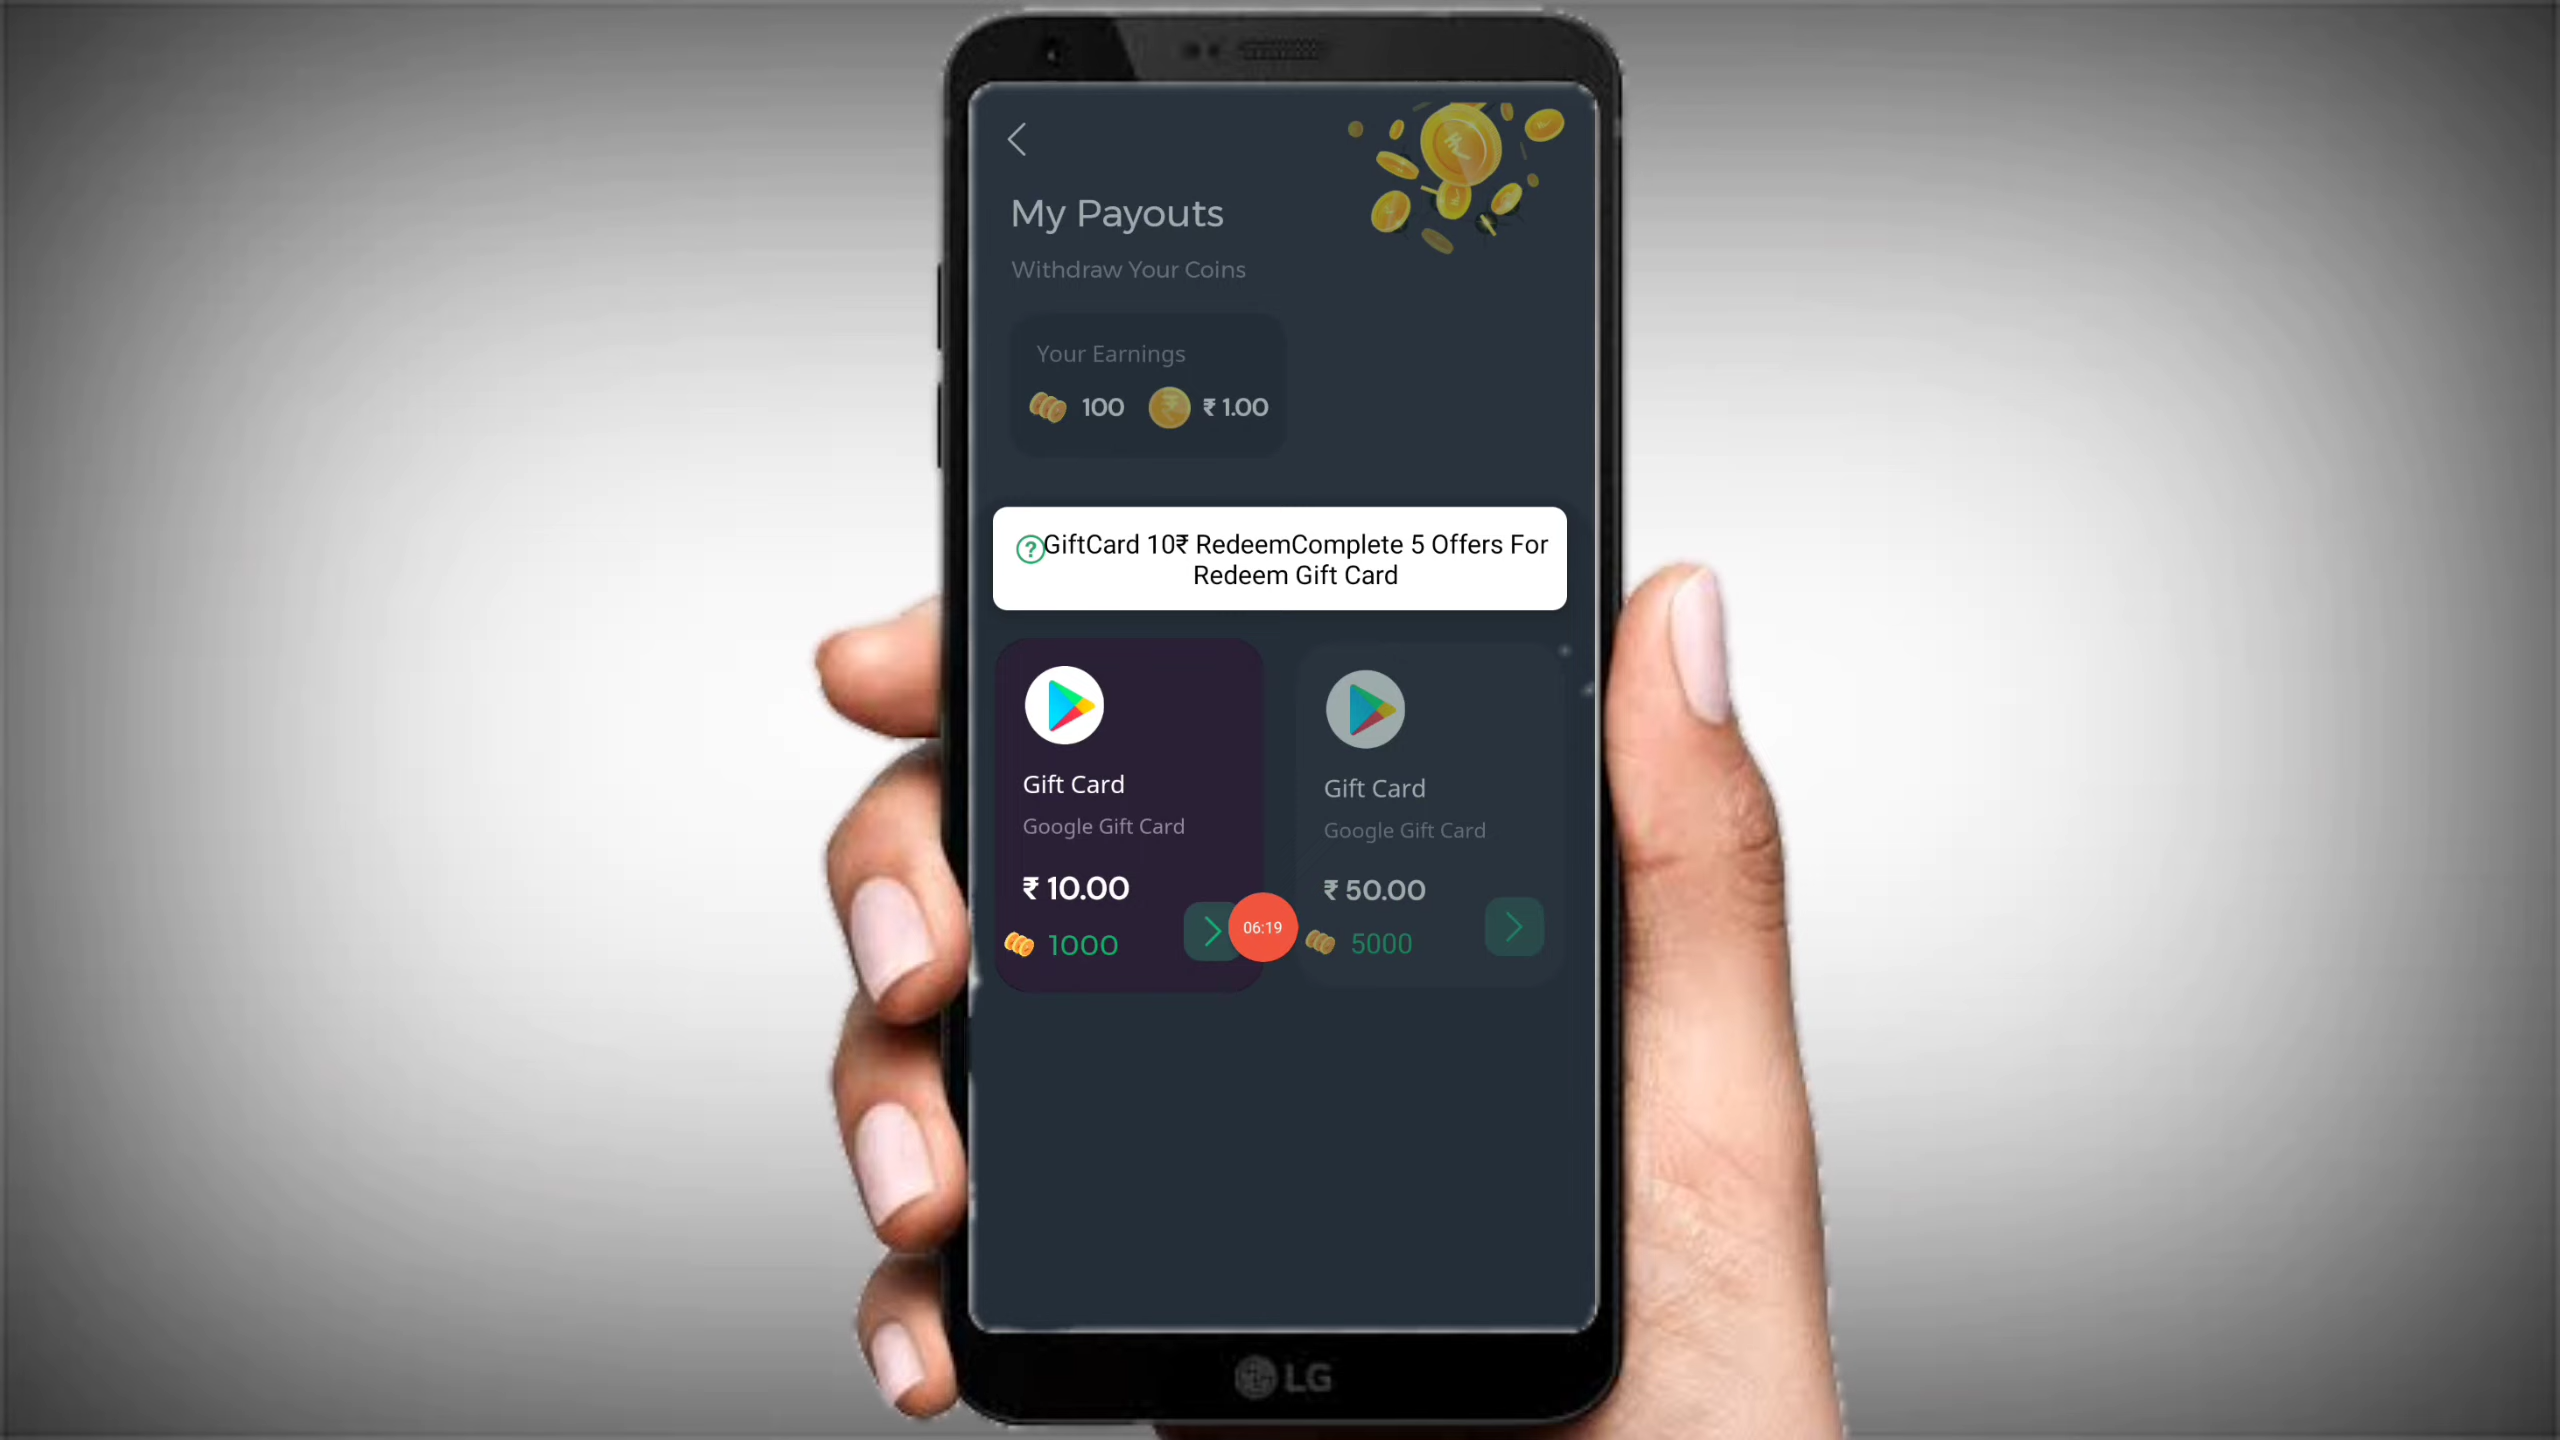 My Payouts
Withdraw Your Coins
Your Earnings
100 ₹ 1.00
GiftCard 10₹ RedeemComplete 5 Offers For
Redeem Gift Card
Gift Card
Google Gift Card
₹ 10.00
1000
06:19
Gift Card
Google Gift Card
₹ 50.00
5000
LG